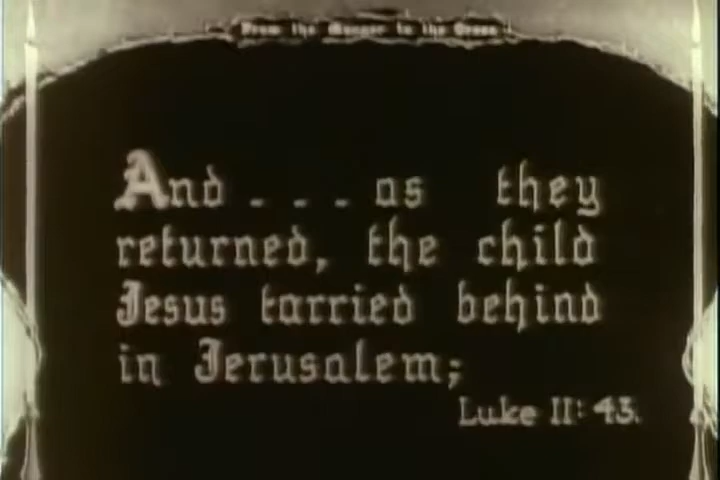 From the Manger to the Cross
And - - - as they
returned, the child
Jesus tarried behind
in Jerusalem;
Luke II: 43.